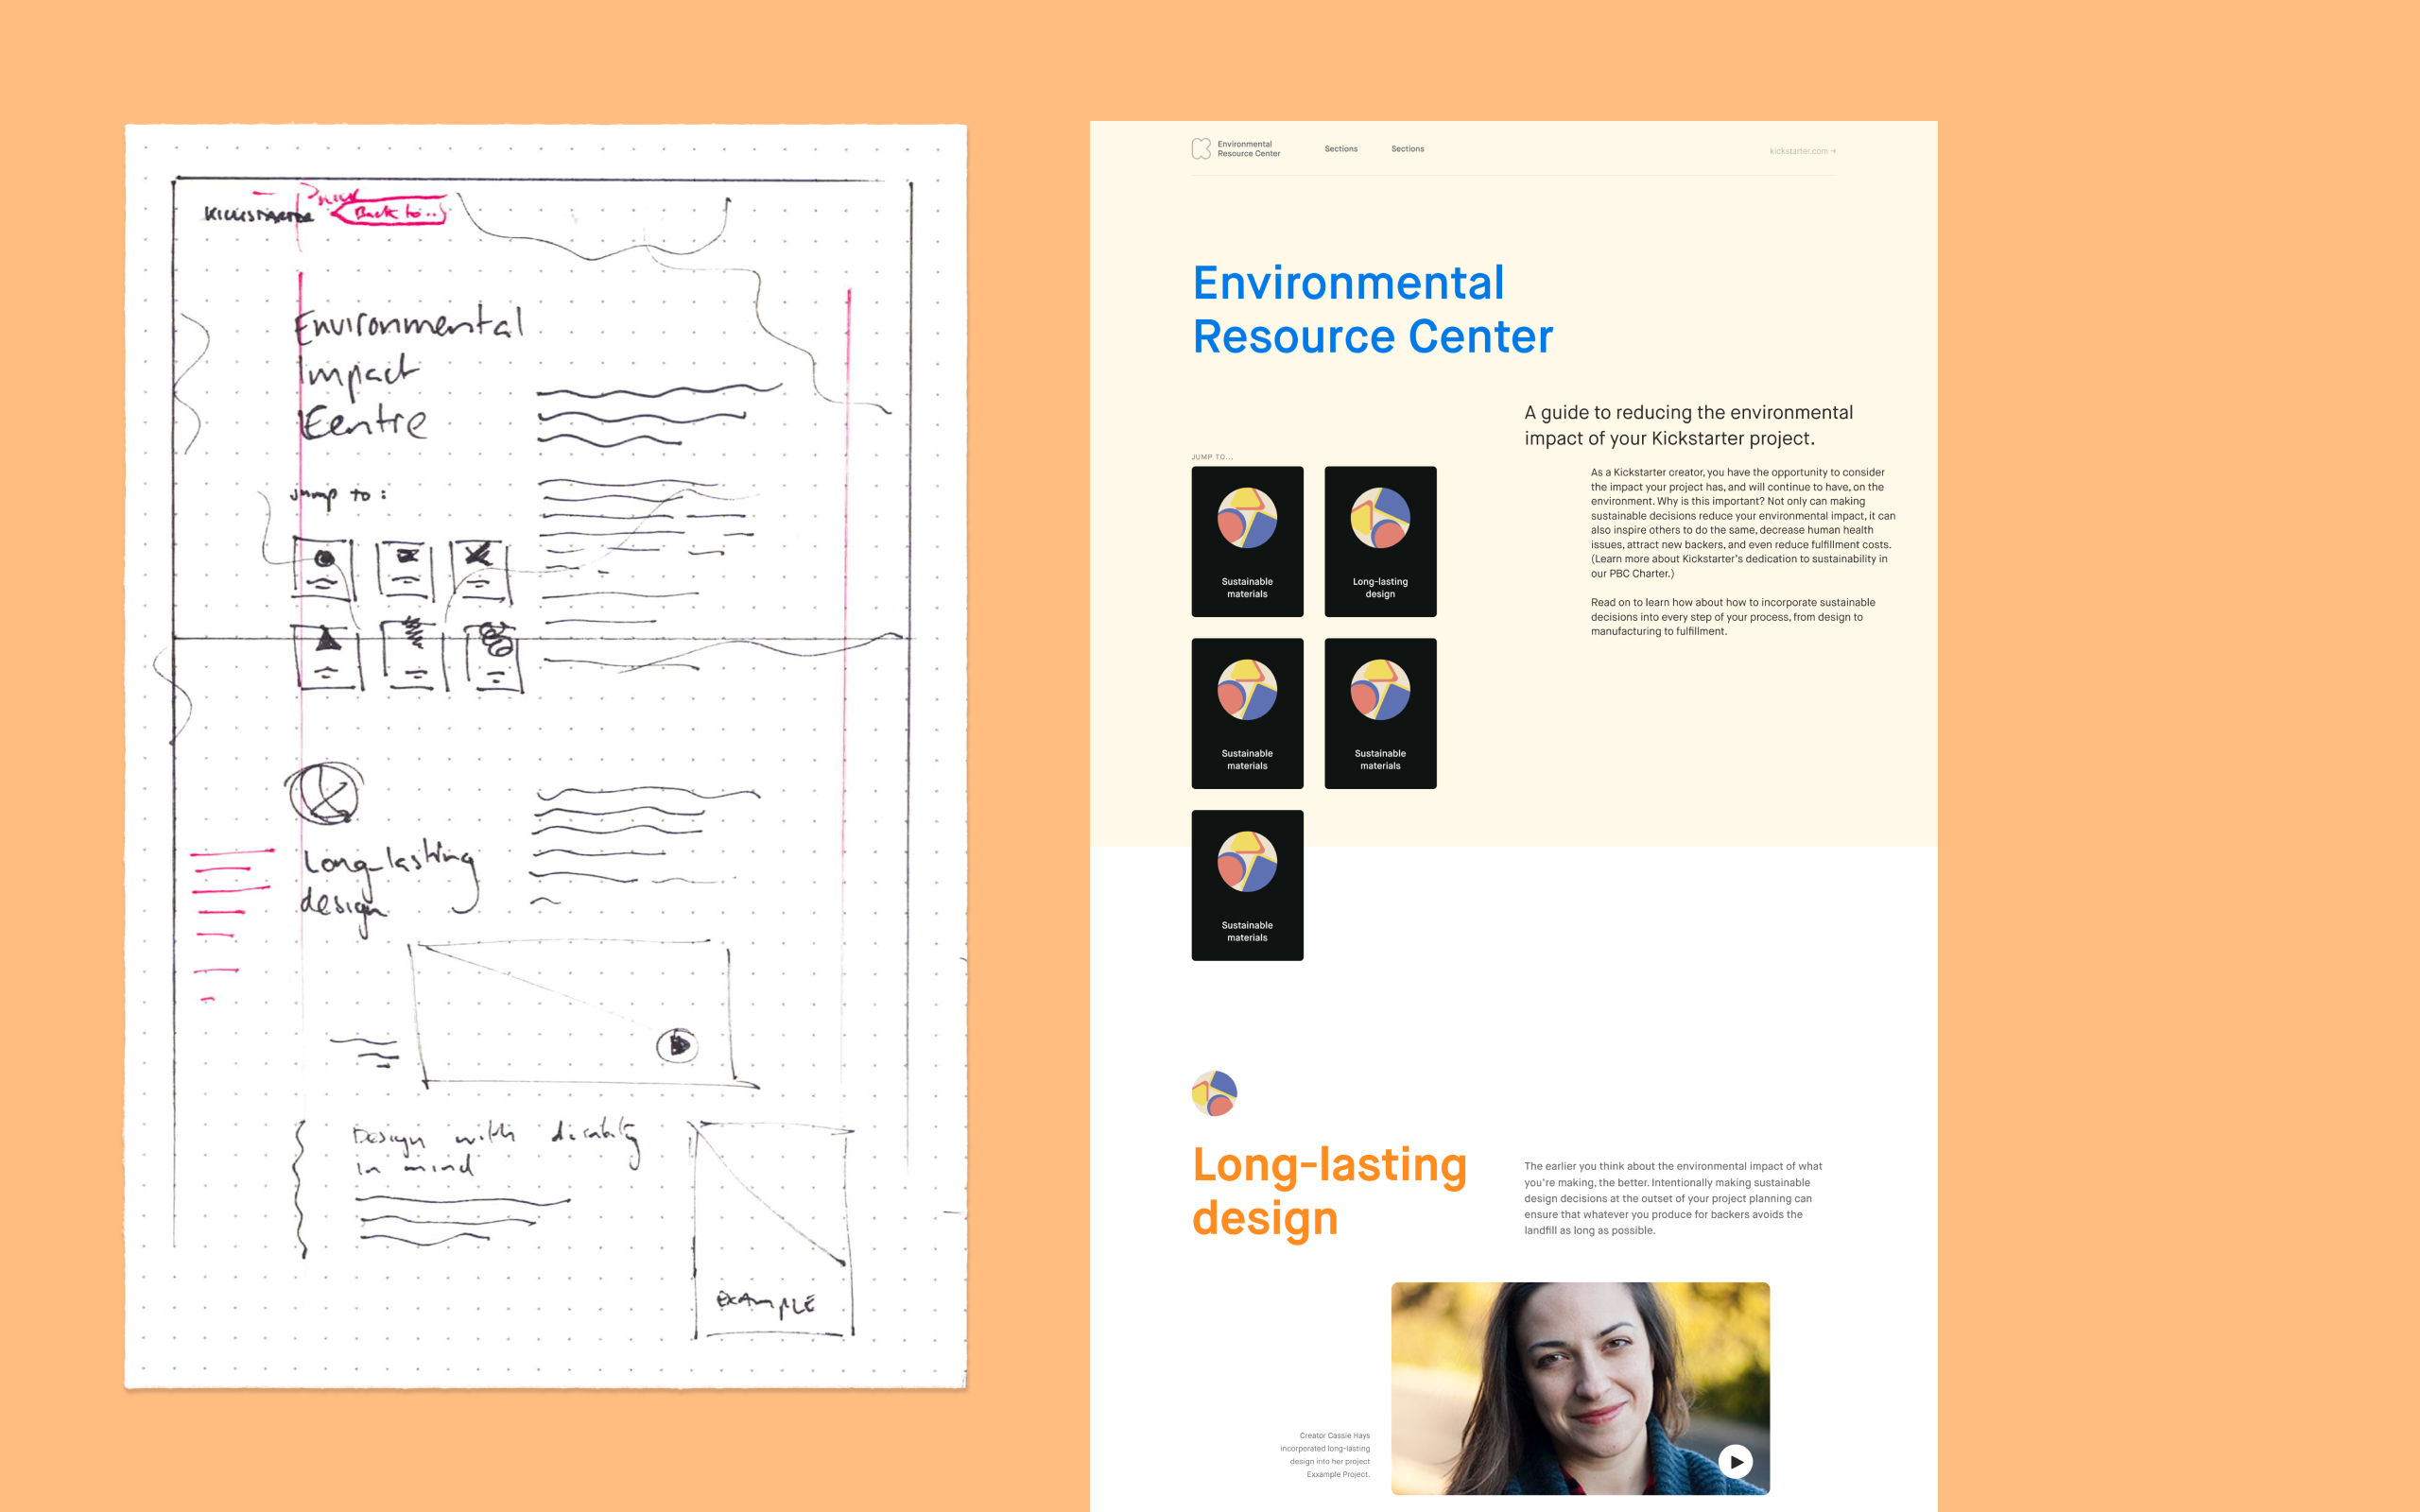 KICKSTARTER
Back to..
Environmental
Impact
Centre
Jump to:
Long-lasting
design
Design with
in mind
EXAMPLE
Environmental
Resource Center
Sections
Sections
kickstarter.com →
Environmental
Resource Center
A guide to reducing the environmental
impact of your Kickstarter project.
JUMP TO...
As a Kickstarter creator, you have the opportunity to consider
the impact your project has, and will continue to have, on the
environment. Why is this important? Not only can making
sustainable decisions reduce your environmental impact, it can
also inspire others to do the same, decrease human health
issues, attract new backers, and even reduce fulfillment costs.
(Learn more about Kickstarter's dedication to sustainability in
our PBC Charter.)
Read on to learn how about how to incorporate sustainable
decisions into every step of your process, from design to
manufacturing to fulfillment.
Sustainable
materials
Long-lasting
design
Sustainable
materials
Sustainable
materials
Sustainable
materials
Long-lasting
design
The earlier you think about the environmental impact of what
you're making, the better. Intentionally making sustainable
design decisions at the outset of your project planning can
ensure that whatever you produce for backers avoids the
landfill as long as possible.
Creator Cassie Hays
incorporated long-lasting
design into her project
Exxample Project.